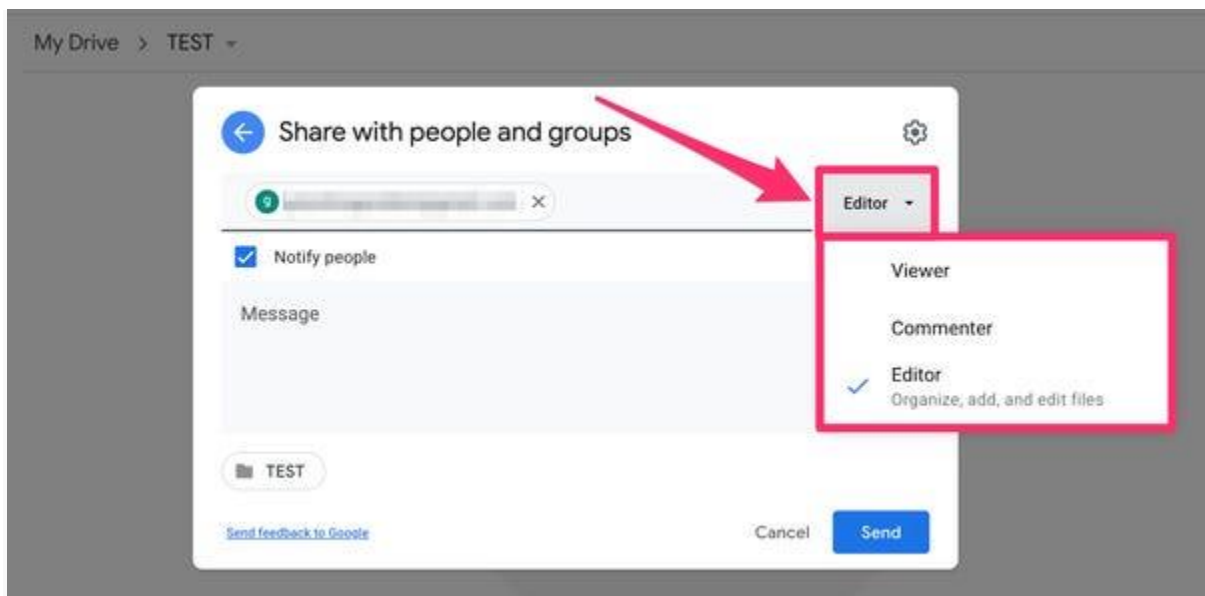 My Drive > TEST
Share with people and groups
g
Editor
Notify people
Message
Viewer
Commenter
Editor
Organize, add, and edit files
TEST
Send feedback to Google
Cancel
Send